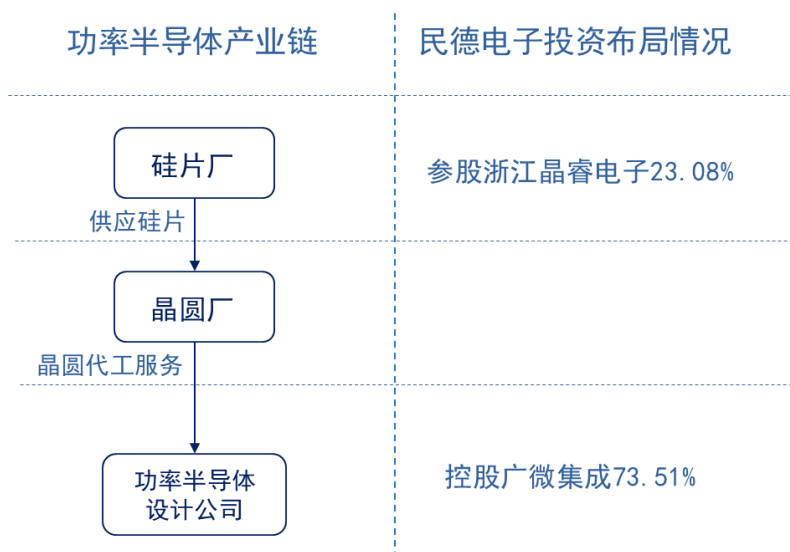 功率半导体产业链
民德电子投资布局情况
硅片厂
参股浙江晶睿电子23.08%
供应硅片
晶圆厂
晶圆代工服务
功率半导体
设计公司
控股广微集成73.51%